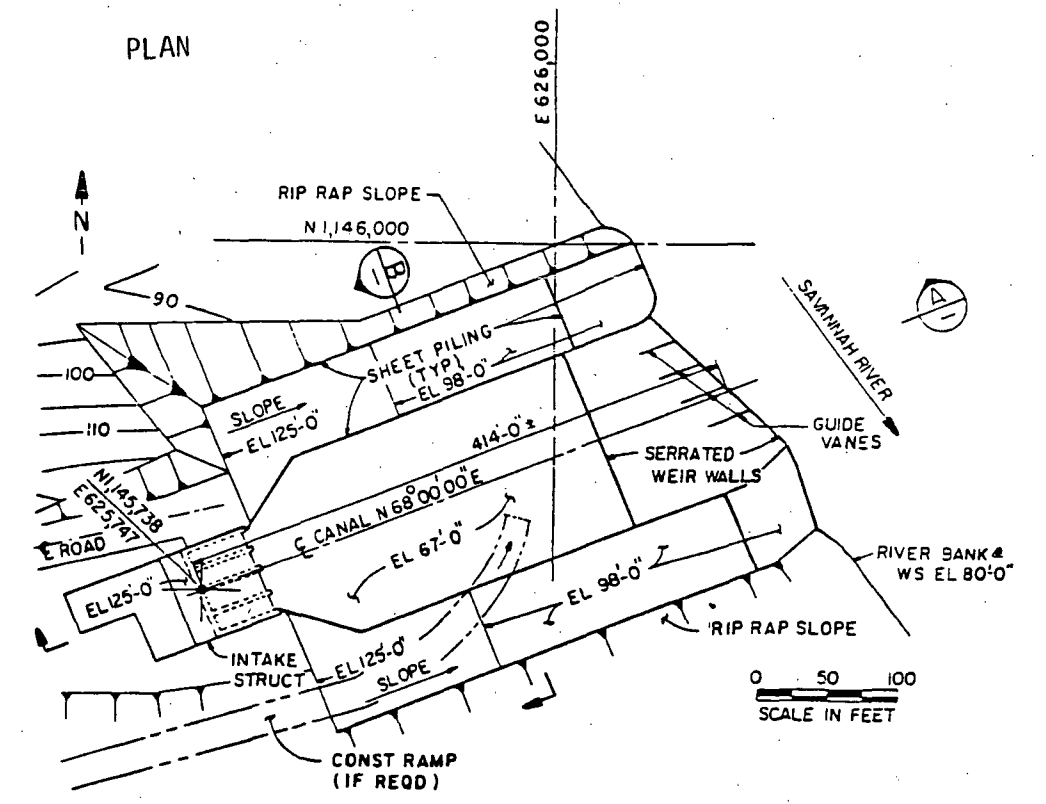 PLAN
E 626,000
RIP RAP SLOPE
N 1,146,000
N
B
1
90
A
1
SAVANNAH RIVER
SHEET PILING
(TYP)
EL 98'-0"
100
SLOPE
EL 125'-0"
110
414'-0" ±
GUIDE
VANES
SERRATED
WEIR WALLS
N1,145,738
E 625,747
℄ CANAL N 68°00'00" E
℄ ROAD
EL 67'-0"
RIVER BANK &
WS EL 80'-0"
EL 125'-0"
EL 98'-0"
RIP RAP SLOPE
INTAKE
STRUCT
EL 125'-0"
SLOPE
0 50 100
SCALE IN FEET
CONST RAMP
(IF REQD)